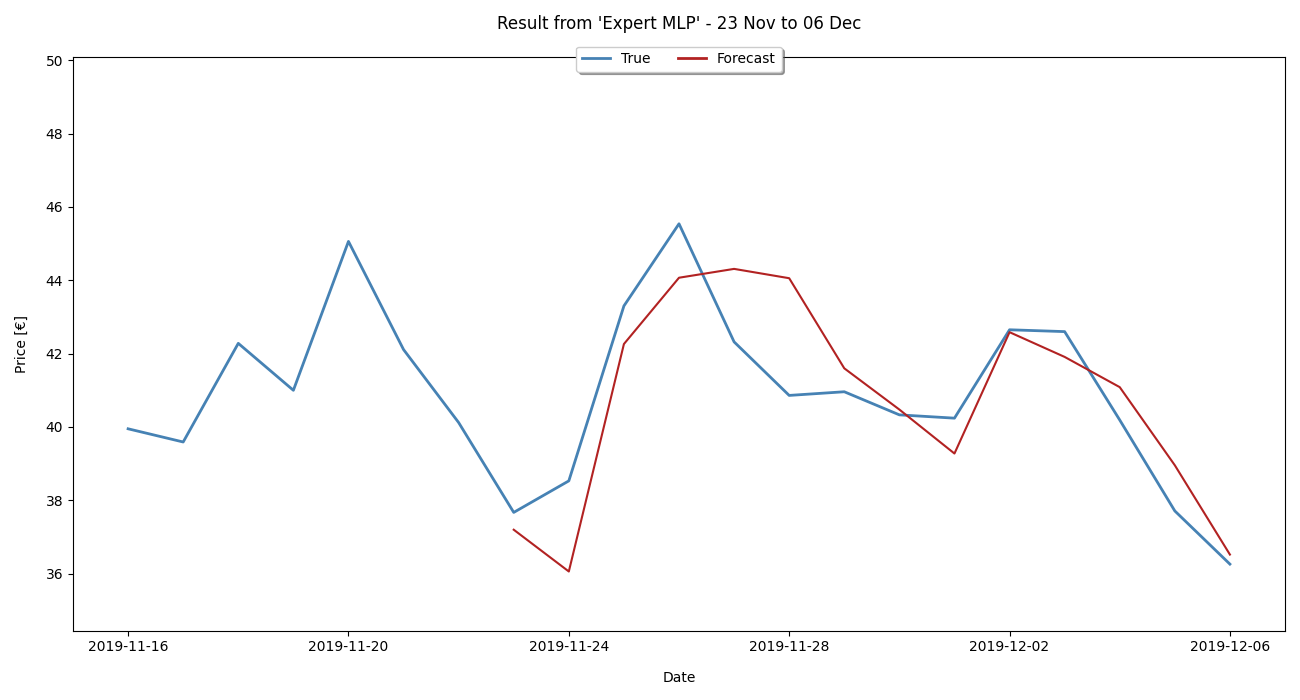 Result from 'Expert MLP' - 23 Nov to 06 Dec
True Forecast
50
48
46
44
42
40
38
36
Price [€]
2019-11-16 2019-11-20 2019-11-24 2019-11-28 2019-12-02 2019-12-06
Date